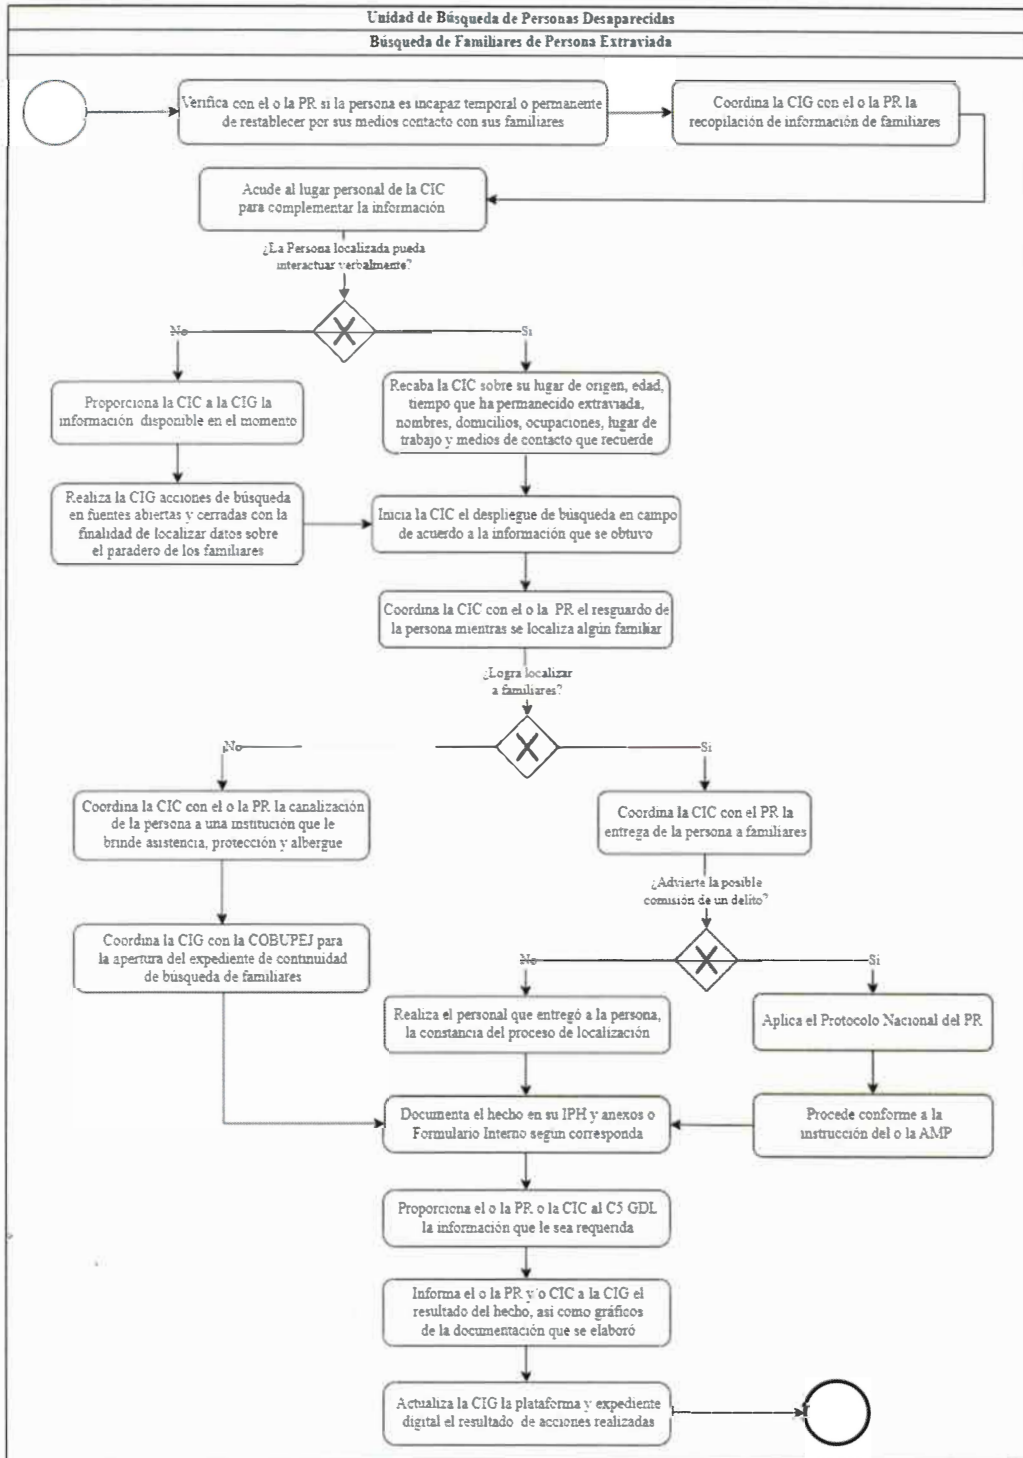 Unidad de Búsqueda de Personas Desaparecidas
Búsqueda de Familiares de Persona Extraviada
Verifica con el o la PR si la persona es incapaz temporal o permanente
de restablecer por sus medios contacto con sus familiares
Coordina la CIG con el o la PR la
recopilación de información de familiares
Acude al lugar personal de la CIC
para complementar la información
¿La Persona localizada pueda
interactuar verbalmente?
No
Si
Proporciona la CIC a la CIG la
información disponible en el momento
Recaba la CIC sobre su lugar de origen, edad,
tiempo que ha permanecido extraviada,
nombres, domicilios, ocupaciones, lugar de
trabajo y medios de contacto que recuerde
Realiza la CIG acciones de búsqueda
en fuentes abiertas y cerradas con la
finalidad de localizar datos sobre
el paradero de los familiares
Inicia la CIC el despliegue de búsqueda en campo
de acuerdo a la información que se obtuvo
Coordina la CIC con el o la PR el resguardo de
la persona mientras se localiza algún familiar
¿Logra localizar
a familiares?
No
Si
Coordina la CIC con el o la PR la canalización
de la persona a una institución que le
brinde asistencia, protección y albergue
Coordina la CIC con el PR la
entrega de la persona a familiares
¿Advierte la posible
comisión de un delito?
Coordina la CIG con la COBUPEJ para
la apertura del expediente de continuidad
de búsqueda de familiares
No
Si
Realiza el personal que entregó a la persona,
la constancia del proceso de localización
Aplica el Protocolo Nacional del PR
Documenta el hecho en su IPH y anexos o
Formulario Interno según corresponda
Procede conforme a la
instrucción del o la AMP
Proporciona el o la PR o la CIC al C5 GDL
la información que le sea requerida
Informa el o la PR y/o CIC a la CIG el
resultado del hecho, así como gráficos
de la documentación que se elaboró
Actualiza la CIG la plataforma y expediente
digital el resultado de acciones realizadas